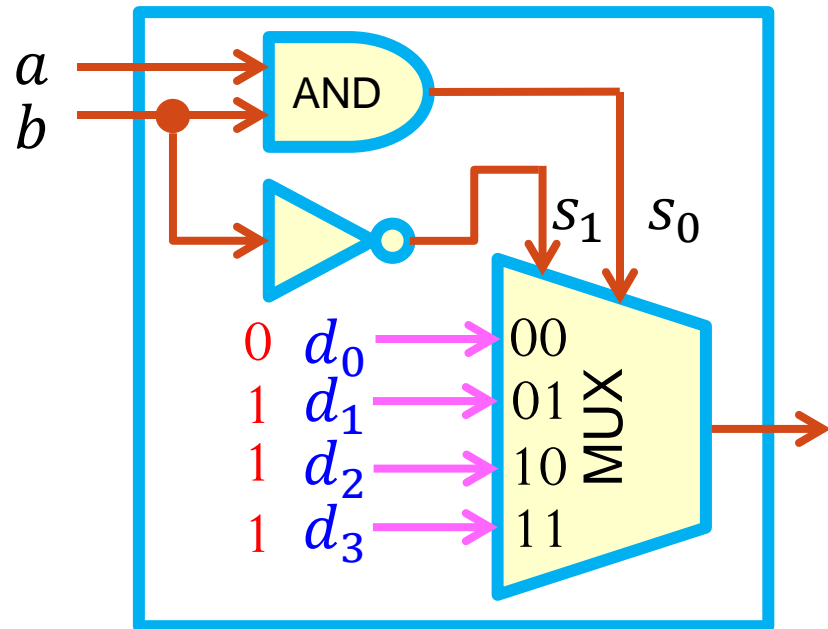 a
AND
b
s₁ s₀
0 d₀ 00
1 d₁ 01
1 d₂ 10
1 d₃ 11
MUX